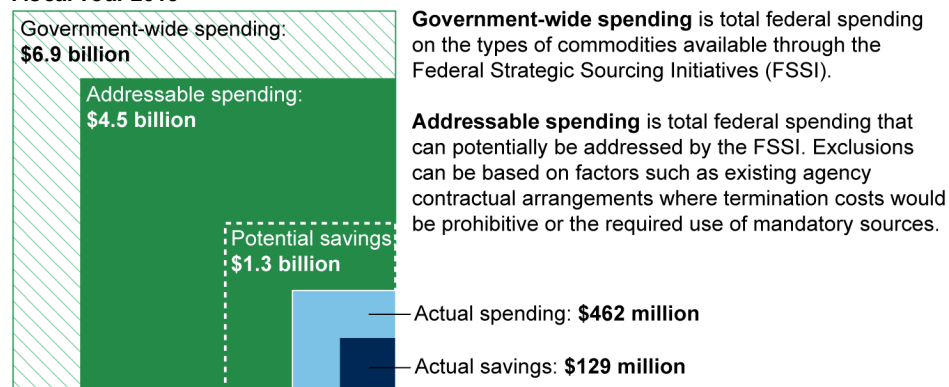 Government-wide spending:
$6.9 billion
Addressable spending:
$4.5 billion
Potential savings
$1.3 billion
Government-wide spending is total federal spending
on the types of commodities available through the
Federal Strategic Sourcing Initiatives (FSSI).
Addressable spending is total federal spending that
can potentially be addressed by the FSSI. Exclusions
can be based on factors such as existing agency
contractual arrangements where termination costs would
be prohibitive or the required use of mandatory sources.
Actual spending: $462 million
Actual savings: $129 million